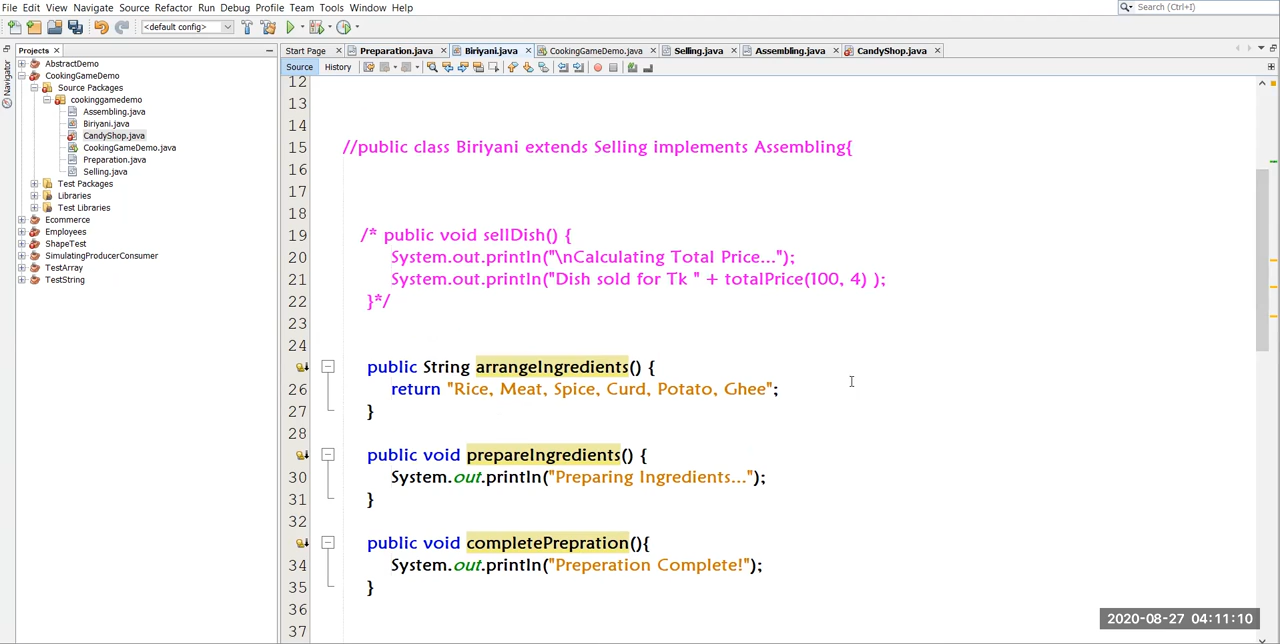 File Edit View Navigate Source Refactor Run Debug Profile Team Tools Window Help
Search (Ctrl+I)
<default config>
Projects
Start Page Preparation.java Biriyani.java CookingGameDemo.java Selling.java Assembling.java CandyShop.java
Navigator
Source History
AbstractDemo
CookingGameDemo
Source Packages
cookinggamedemo
Assembling.java
Biriyani.java
CandyShop.java
CookingGameDemo.java
Preparation.java
Selling.java
Test Packages
Libraries
Test Libraries
Ecommerce
Employees
ShapeTest
SimulatingProducerConsumer
TestArray
TestString
12
13
14
15 //public class Biriyani extends Selling implements Assembling{
16
17
18
19 /* public void sellDish() {
20 System.out.println("\nCalculating Total Price...");
21 System.out.println("Dish sold for Tk " + totalPrice(100, 4) );
22 }*/
23
24
public String arrangeIngredients() {
26 return "Rice, Meat, Spice, Curd, Potato, Ghee";
27 }
28
public void prepareIngredients() {
30 System.out.println("Preparing Ingredients...");
31 }
32
public void completePrepration(){
34 System.out.println("Preperation Complete!");
35 }
36
37
2020-08-27 04:11:10